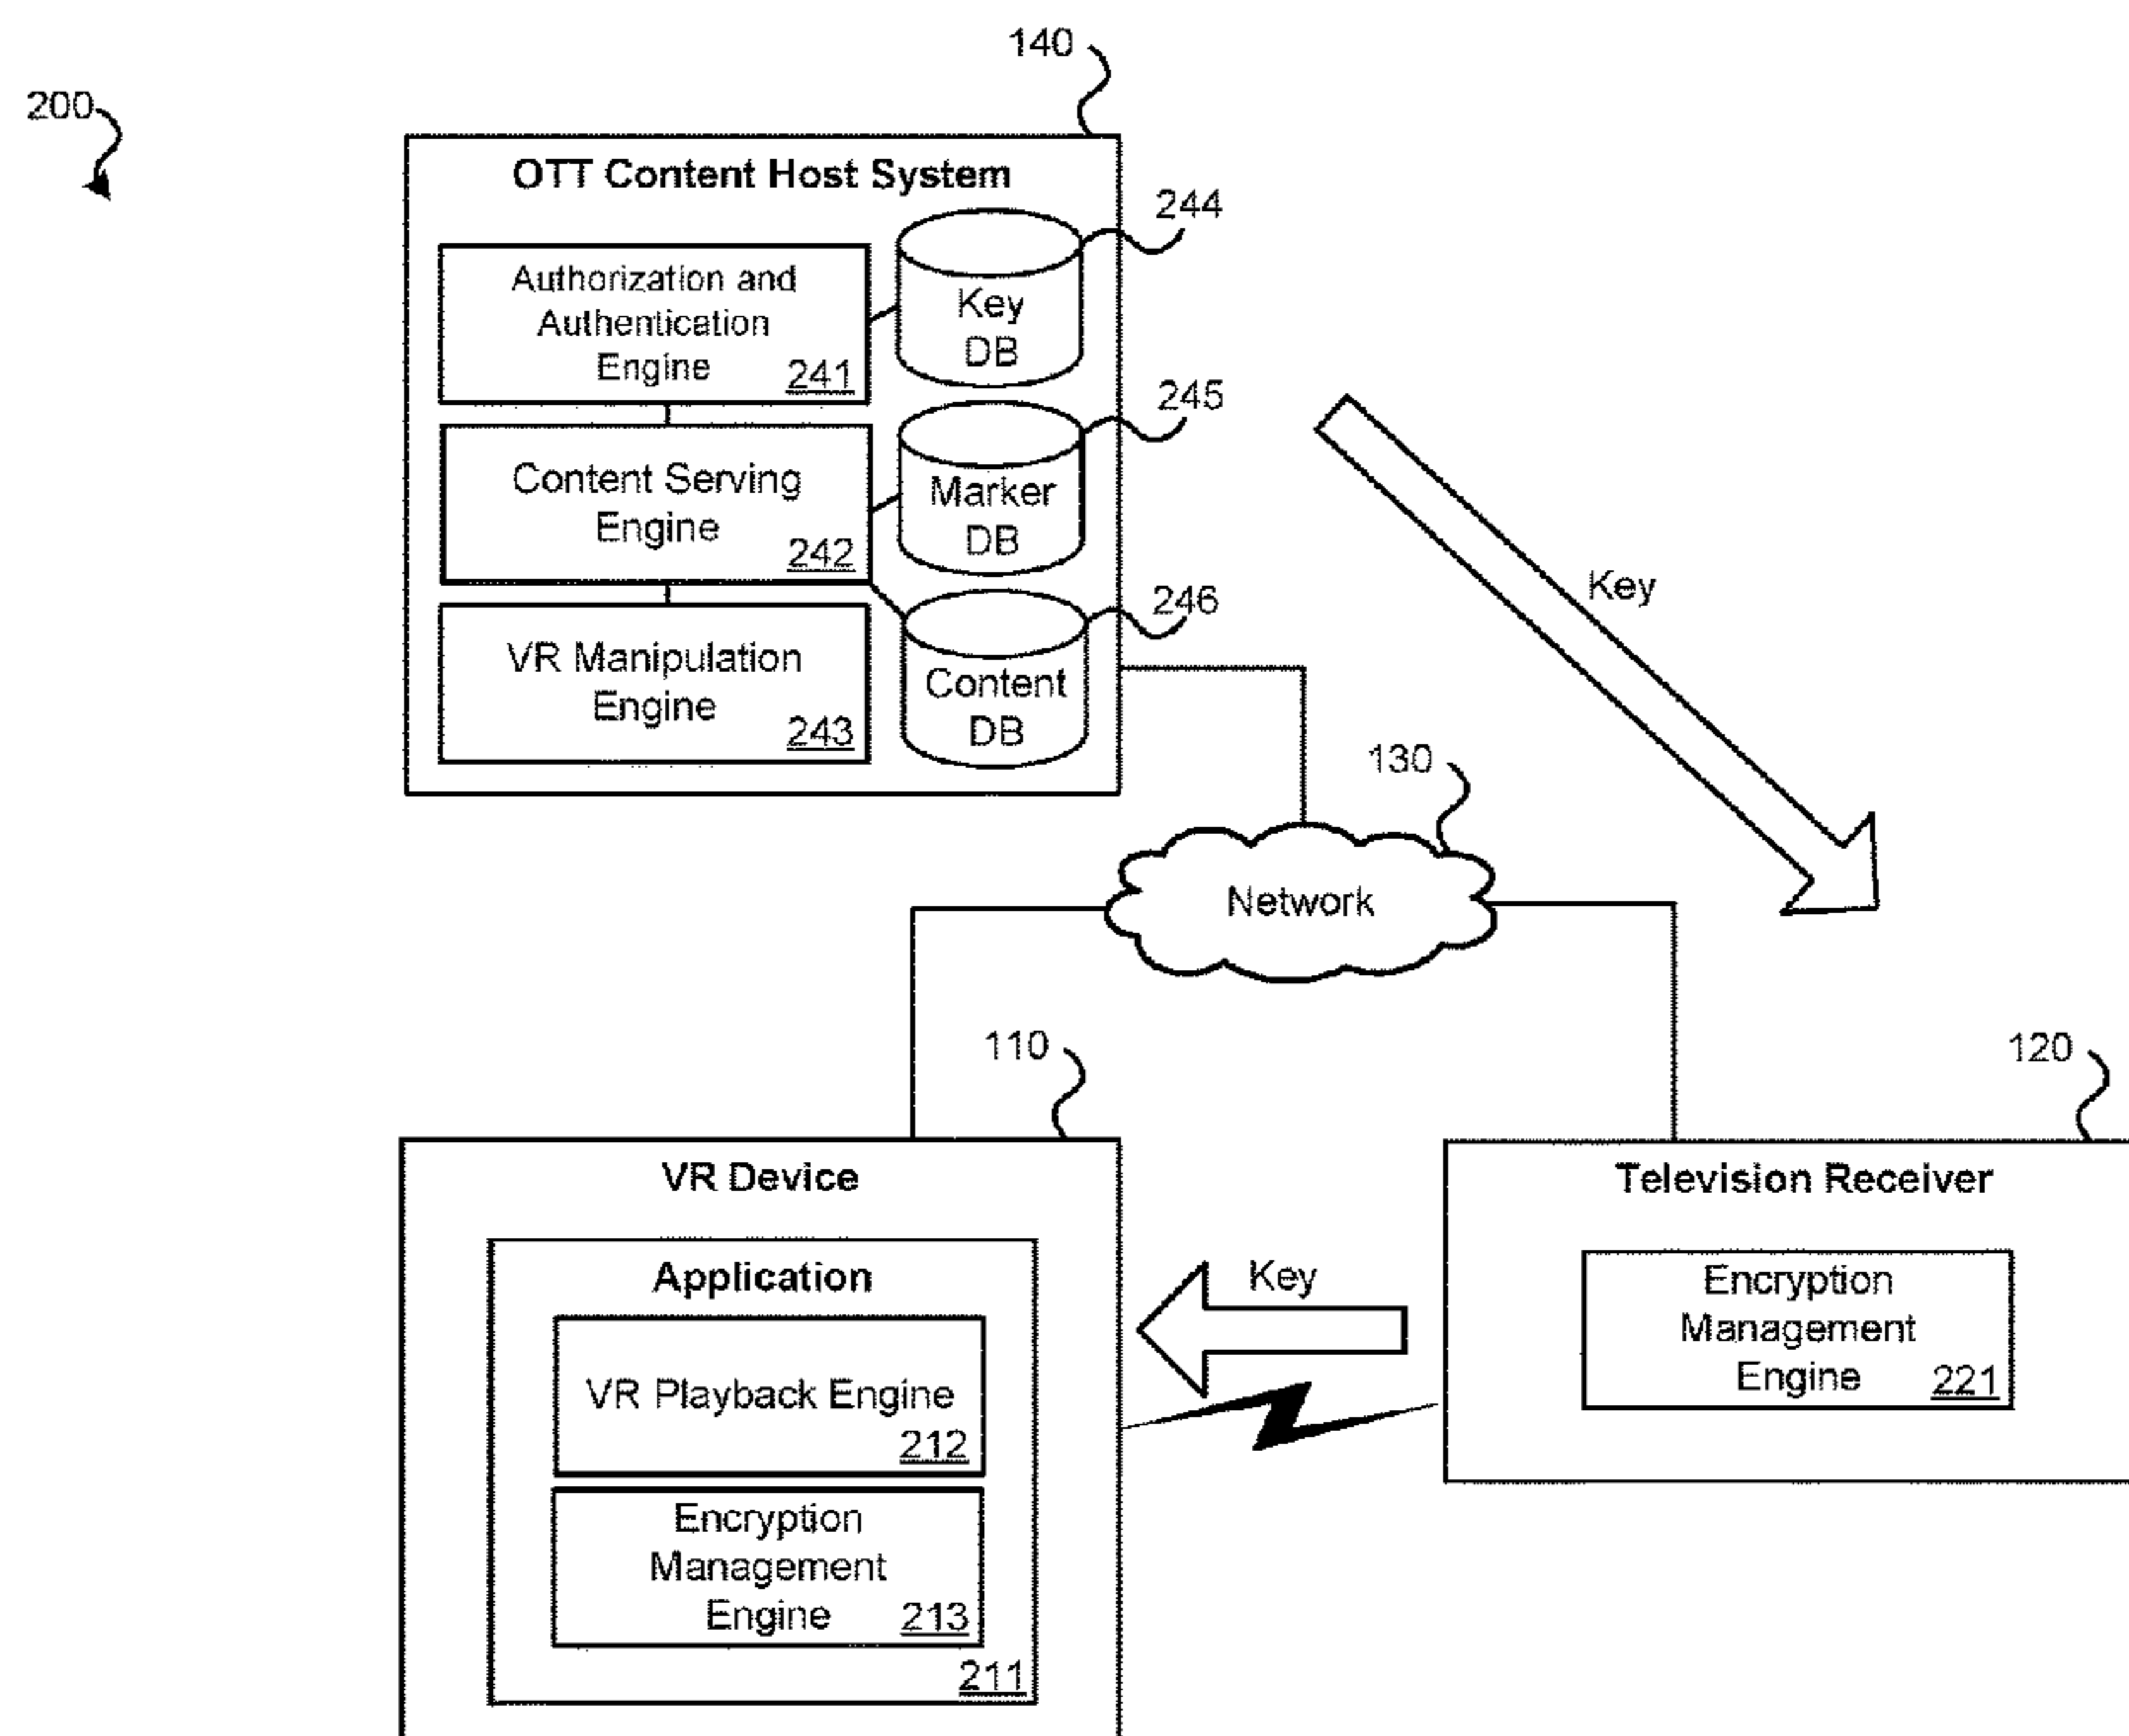 140
200
OTT Content Host System
244
Authorization and
Authentication
Engine
241
Key
DB
245
Content Serving
Engine
242
Marker
DB
Key
246
VR Manipulation
Engine
243
Content
DB
130
Network
110
120
VR Device
Television Receiver
Application
Key
Encryption
Management
Engine
221
VR Playback Engine
212
Encryption
Management
Engine
213
211